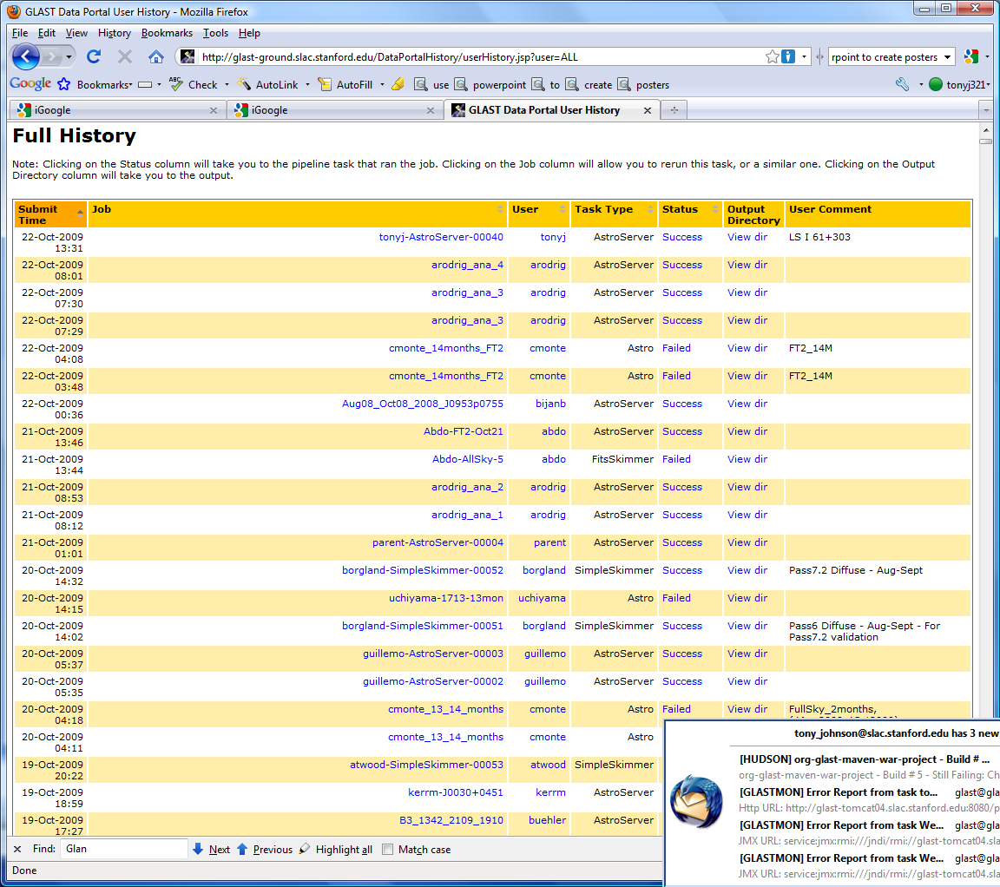 GLAST Data Portal User History - Mozilla Firefox
File Edit View History Bookmarks Tools Help
http://glast-ground.slac.stanford.edu/DataPortalHistory/userHistory.jsp?user=ALL
rpoint to create posters
Google Bookmarks Check AutoLink AutoFill use powerpoint to create posters tonyj321
iGoogle iGoogle GLAST Data Portal User History
Full History
Note: Clicking on the Status column will take you to the pipeline task that ran the job. Clicking on the Job column will allow you to rerun this task, or a similar one. Clicking on the Output
Directory column will take you to the output.
Submit Time Job User Task Type Status Output Directory User Comment
22-Oct-2009 13:31 tonyj-AstroServer-00040 tonyj AstroServer Success View dir LS I 61+303
22-Oct-2009 08:01 arodrig_ana_4 arodrig AstroServer Success View dir
22-Oct-2009 07:30 arodrig_ana_3 arodrig AstroServer Success View dir
22-Oct-2009 07:29 arodrig_ana_3 arodrig AstroServer Success View dir
22-Oct-2009 04:08 cmonte_14months_FT2 cmonte Astro Failed View dir FT2_14M
22-Oct-2009 03:48 cmonte_14months_FT2 cmonte Astro Failed View dir FT2_14M
22-Oct-2009 00:36 Aug08_Oct08_2008_J0953p0755 bijanb AstroServer Success View dir
21-Oct-2009 13:46 Abdo-FT2-Oct21 abdo AstroServer Success View dir
21-Oct-2009 13:44 Abdo-AllSky-5 abdo FitsSkimmer Failed View dir
21-Oct-2009 08:53 arodrig_ana_2 arodrig AstroServer Success View dir
21-Oct-2009 08:12 arodrig_ana_1 arodrig AstroServer Success View dir
21-Oct-2009 01:01 parent-AstroServer-00004 parent AstroServer Success View dir
20-Oct-2009 14:32 borgland-SimpleSkimmer-00052 borgland SimpleSkimmer Success View dir Pass7.2 Diffuse - Aug-Sept
20-Oct-2009 14:15 uchiyama-1713-13mon uchiyama Astro Failed View dir
20-Oct-2009 14:02 borgland-SimpleSkimmer-00051 borgland SimpleSkimmer Success View dir Pass6 Diffuse - Aug-Sept - For Pass7.2 validation
20-Oct-2009 05:37 guillemo-AstroServer-00003 guillemo AstroServer Success View dir
20-Oct-2009 05:35 guillemo-AstroServer-00002 guillemo AstroServer Success View dir
20-Oct-2009 04:18 cmonte_13_14_months cmonte Astro Failed View dir FullSky_2months,
20-Oct-2009 04:11 cmonte_13_14_months cmonte Astro
19-Oct-2009 20:22 atwood-SimpleSkimmer-00053 atwood SimpleSkimmer
19-Oct-2009 18:59 kerrm-J0030+0451 kerrm AstroServer
19-Oct-2009 17:27 B3_1342_2109_1910 buehler AstroServer
tony_johnson@slac.stanford.edu has 3 new
[HUDSON] org-glast-maven-war-project - Build # ...
org-glast-maven-war-project - Build # 5 - Still Failing: Ch
[GLASTMON] Error Report from task to... glast@gla
Http URL: http://glast-tomcat04.slac.stanford.edu:8080/p
[GLASTMON] Error Report from task We... glast@gla
JMX URL: service:jmx:rmi:///jndi/rmi://glast-tomcat04.sla
[GLASTMON] Error Report from task We... glast@gla
JMX URL: service:jmx:rmi:///jndi/rmi://glast-tomcat04.sla
Find: Glan Next Previous Highlight all Match case
Done